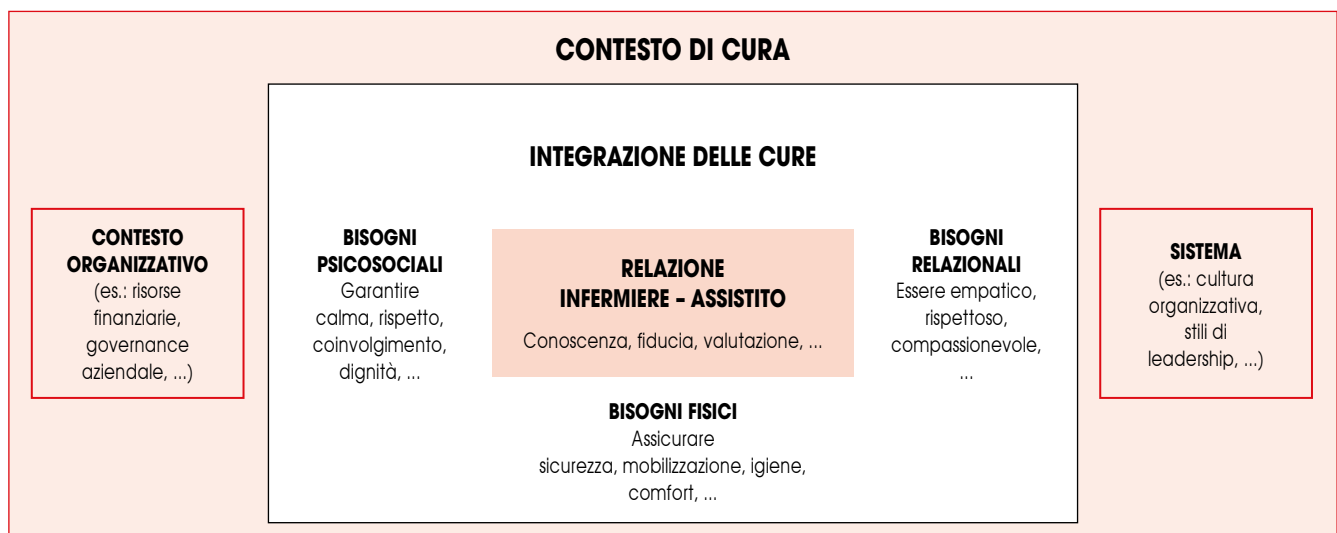 CONTESTO DI CURA
INTEGRAZIONE DELLE CURE
CONTESTO
ORGANIZZATIVO
(es.: risorse
finanziarie,
governance
aziendale, ...)
BISOGNI
PSICOSOCIALI
Garantire
calma, rispetto,
coinvolgimento,
dignità, ...
RELAZIONE
INFERMIERE – ASSISTITO
Conoscenza, fiducia, valutazione, ...
BISOGNI
RELAZIONALI
Essere empatico,
rispettoso,
compassionevole,
...
SISTEMA
(es.: cultura
organizzativa,
stili di
leadership, ...)
BISOGNI FISICI
Assicurare
sicurezza, mobilizzazione, igiene,
comfort, ...